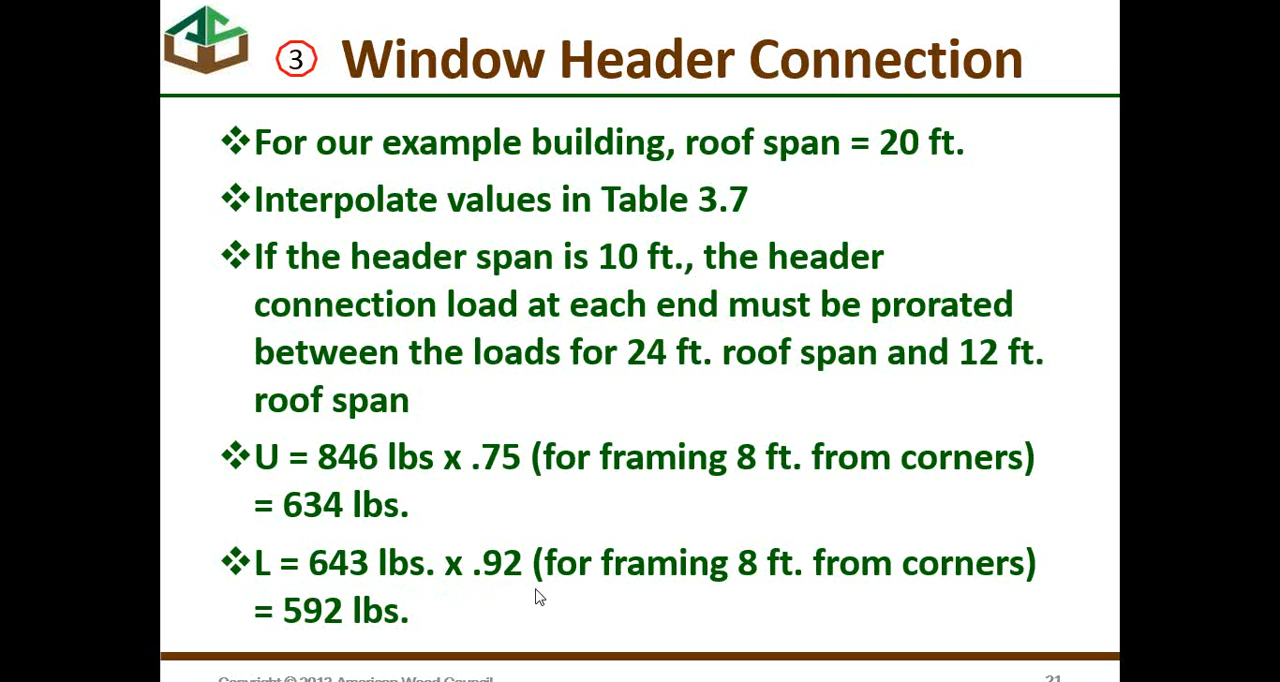 ③ Window Header Connection
❖For our example building, roof span = 20 ft.
❖Interpolate values in Table 3.7
❖If the header span is 10 ft., the header
connection load at each end must be prorated
between the loads for 24 ft. roof span and 12 ft.
roof span
❖U = 846 lbs x .75 (for framing 8 ft. from corners)
= 634 lbs.
❖L = 643 lbs. x .92 (for framing 8 ft. from corners)
= 592 lbs.
Copyright © 2013 American Wood Council
21